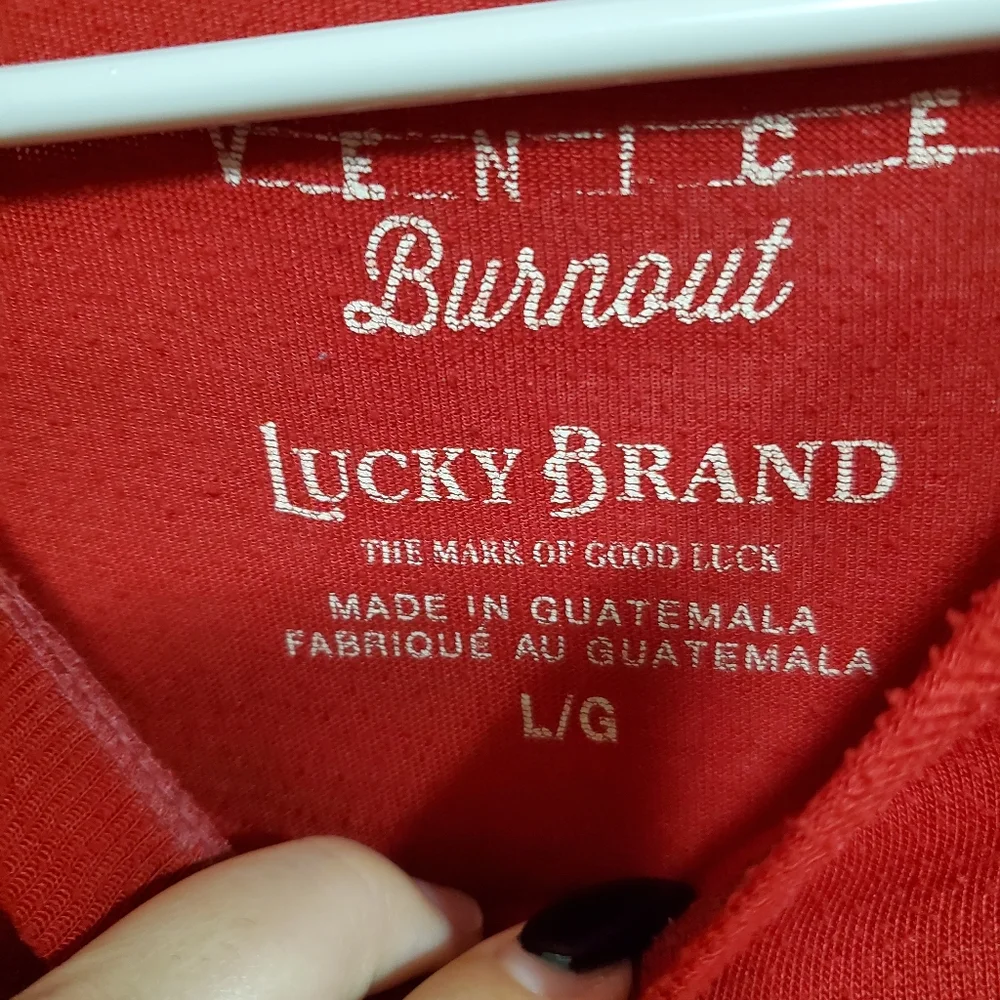 VENICE
Burnout
LUCKY BRAND
THE MARK OF GOOD LUCK
MADE IN GUATEMALA
FABRIQUÉ AU GUATEMALA
L/G